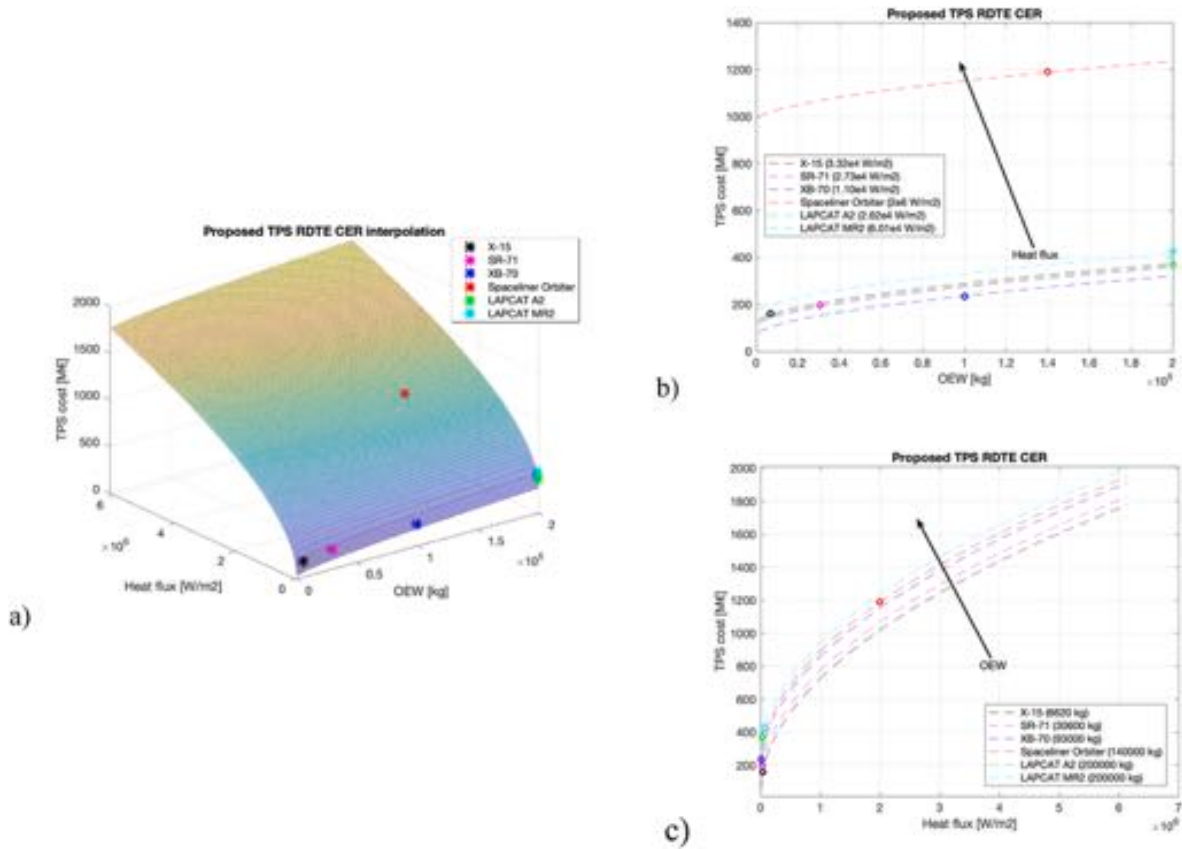 Proposed TPS RDTE CER interpolation
X-15
SR-71
XB-70
Spaceliner Orbiter
LAPCAT A2
LAPCAT MR2
TPS cost [M€]
2000
1500
1000
500
0
6
4
2
0
×10⁶
Heat flux [W/m2]
0
0.5
1
1.5
2
×10⁵
OEW [kg]
a)
Proposed TPS RDTE CER
TPS cost [M€]
1400
1200
1000
800
600
400
200
0
X-15 (3.32e4 W/m2)
SR-71 (2.73e4 W/m2)
XB-70 (1.10e4 W/m2)
Spaceliner Orbiter (2e6 W/m2)
LAPCAT A2 (2.62e4 W/m2)
LAPCAT MR2 (6.01e4 W/m2)
Heat flux
0 0.2 0.4 0.6 0.8 1 1.2 1.4 1.6 1.8 2
OEW [kg]
b)
Proposed TPS RDTE CER
TPS cost [M€]
2000
1800
1600
1400
1200
1000
800
600
400
200
OEW
X-15 (6620 kg)
SR-71 (30600 kg)
XB-70 (93000 kg)
Spaceliner Orbiter (140000 kg)
LAPCAT A2 (200000 kg)
LAPCAT MR2 (200000 kg)
0 1 2 3 4 5 6 7
Heat flux [W/m2]
×10⁶
c)